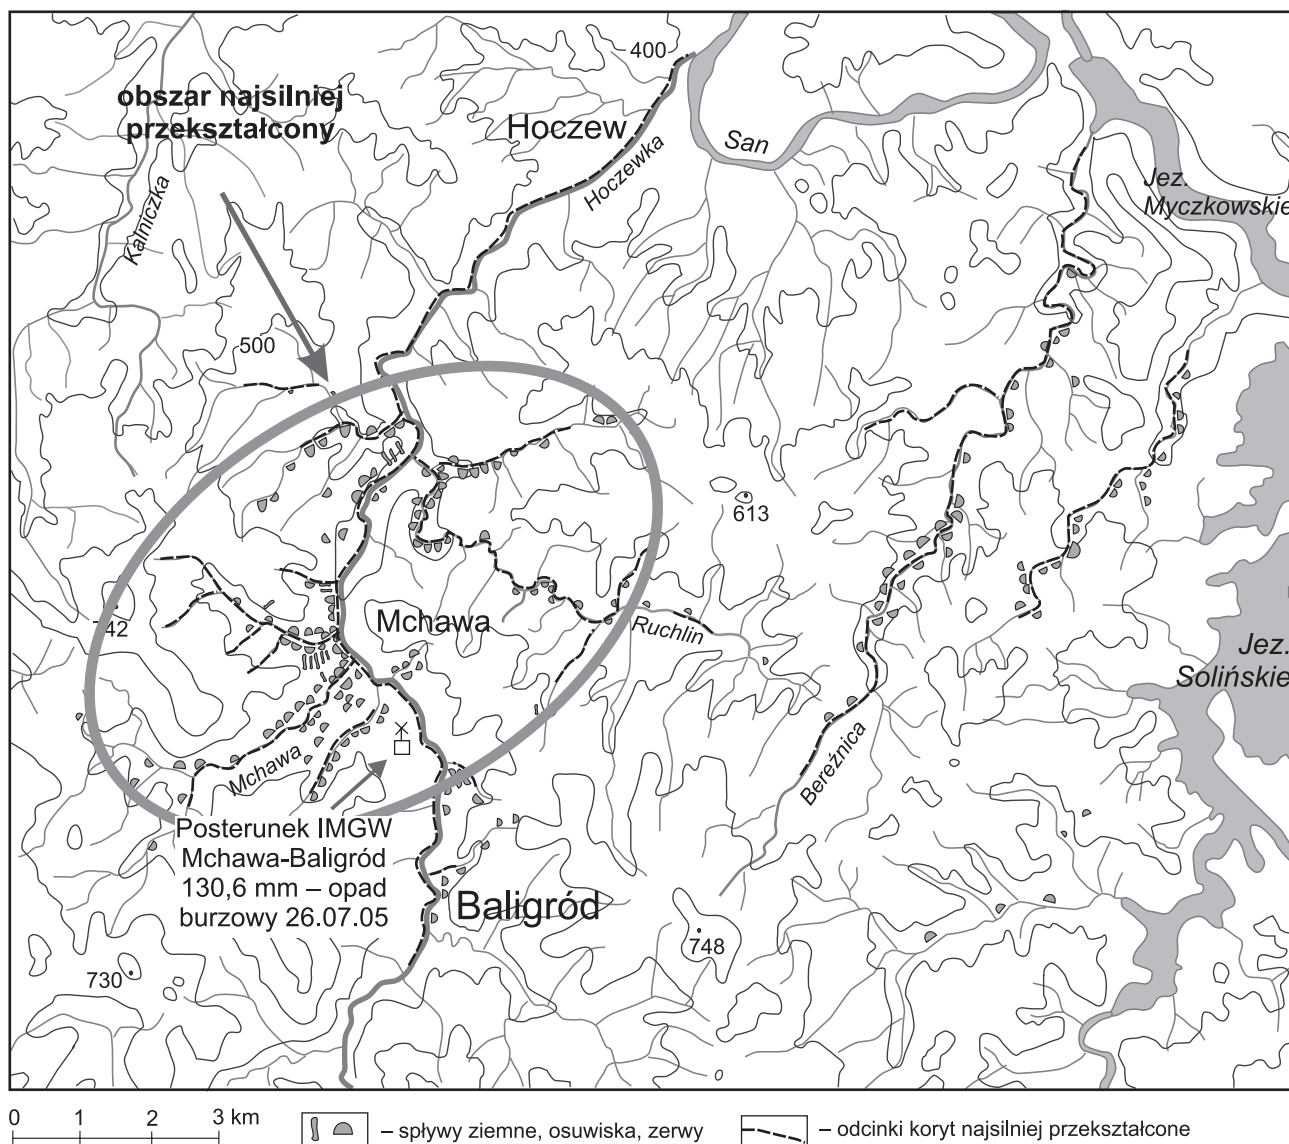 400
obszar najsilniej
przekształcony
Hoczew
San
Hoczewka
Kalniczka
Jez.
Myczkowskie
500
613
742
Mchawa
Ruchlin
Jez.
Solińskie
Mchawa
Bereźnica
Posterunek IMGW
Mchawa-Baligród
130,6 mm – opad
burzowy 26.07.05
Baligród
748
730
0 1 2 3 km
– spływy ziemne, osuwiska, zerwy
– odcinki koryt najsilniej przekształcone